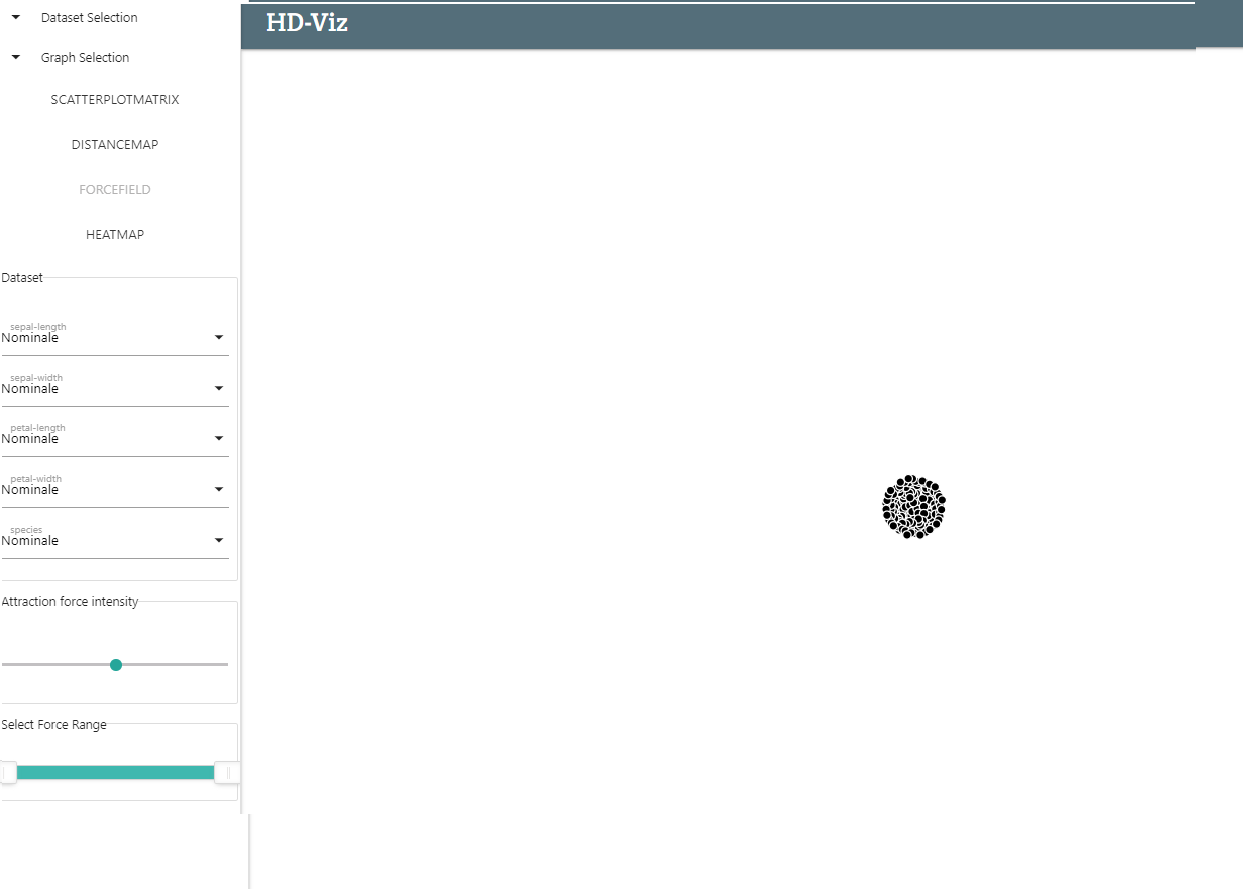 HD-Viz
Dataset Selection
Graph Selection
SCATTERPLOTMATRIX
DISTANCEMAP
FORCEFIELD
HEATMAP
Dataset
sepal-length
Nominale
sepal-width
Nominale
petal-length
Nominale
petal-width
Nominale
species
Nominale
Attraction force intensity
Select Force Range